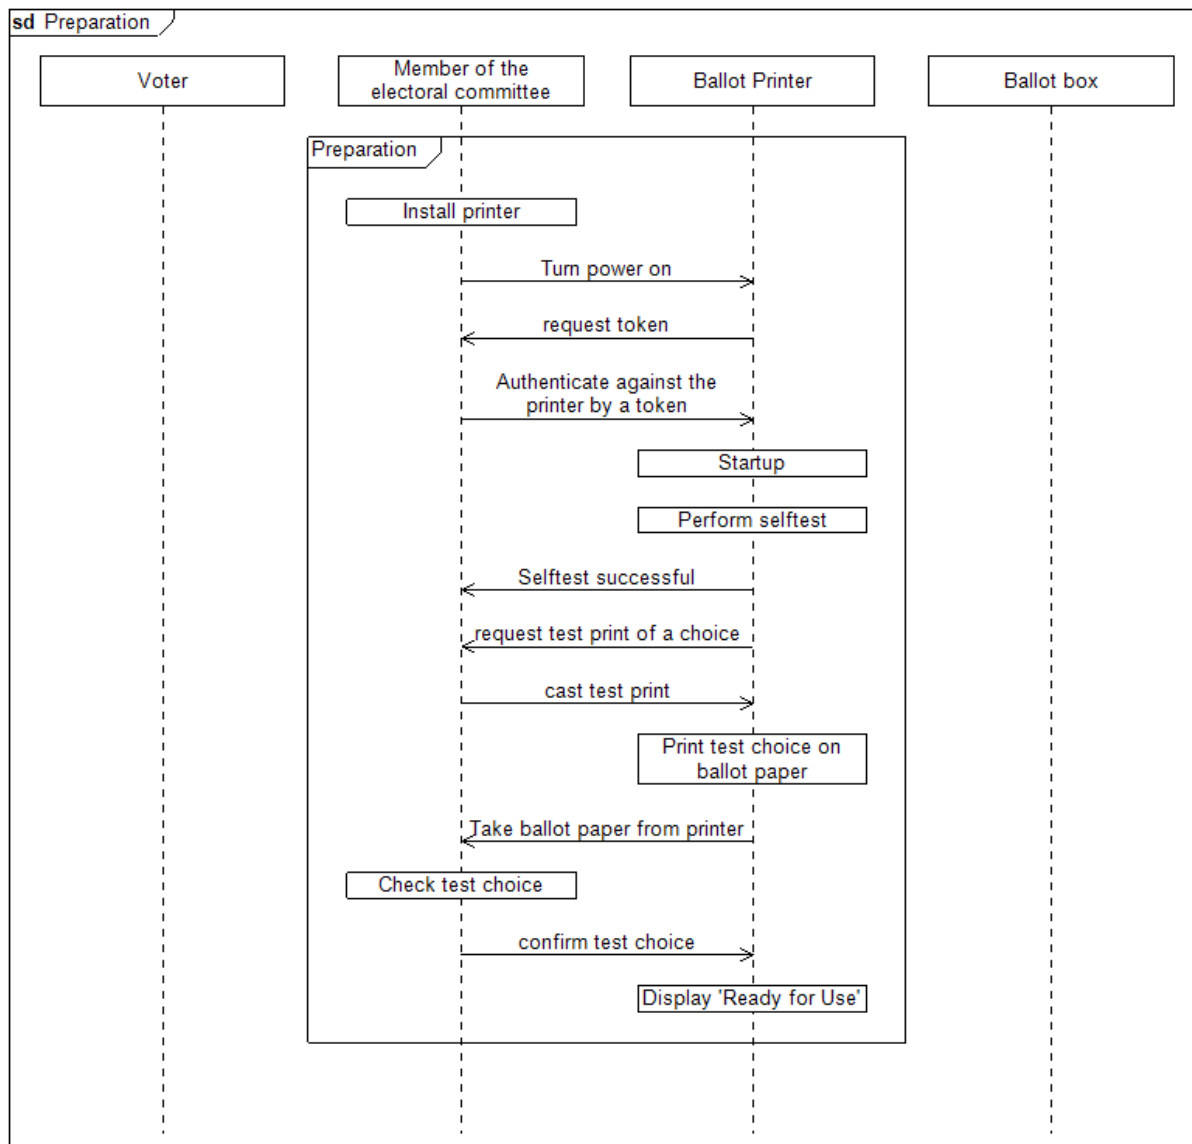 sd Preparation
Voter
Member of the
electoral committee
Ballot Printer
Ballot box
Preparation
Install printer
Turn power on
request token
Authenticate against the
printer by a token
Startup
Perform selftest
Selftest successful
request test print of a choice
cast test print
Print test choice on
ballot paper
Take ballot paper from printer
Check test choice
confirm test choice
Display 'Ready for Use'